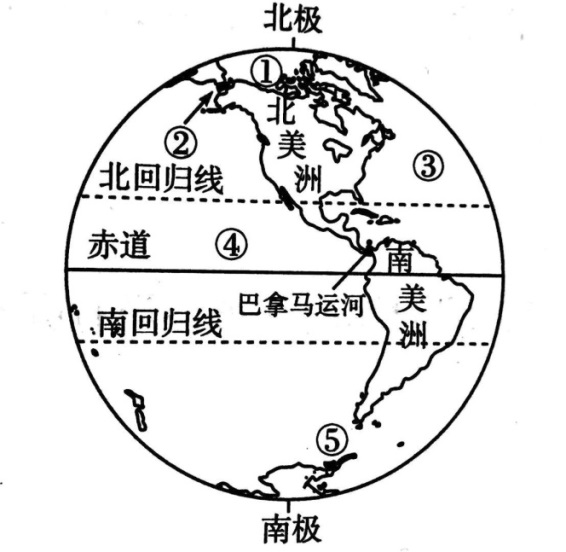 北极
①
北
美
洲
②
③
北回归线
赤道
④
南
美
洲
巴拿马运河
南回归线
⑤
南极